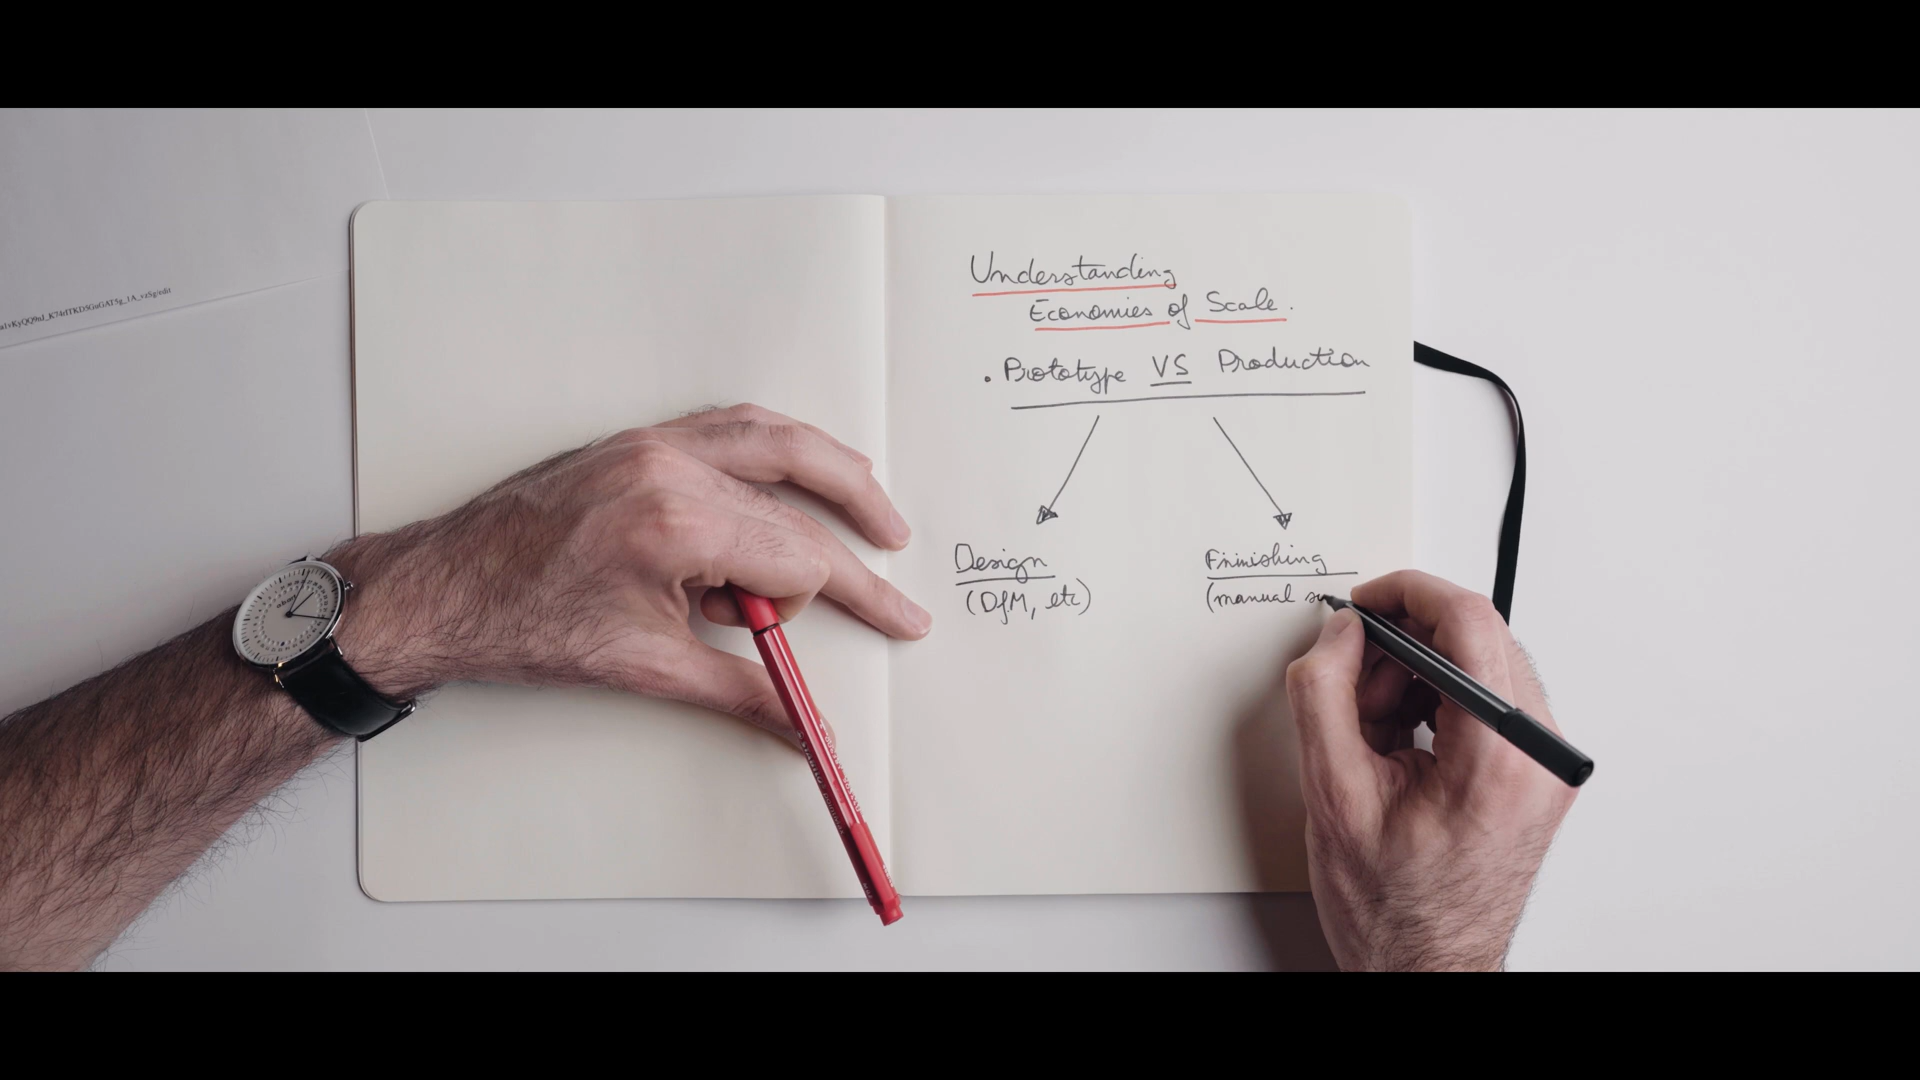 Understanding
Economies of Scale.
• Prototype VS Production
Design
Finishing
(DfM, etc)
(manual